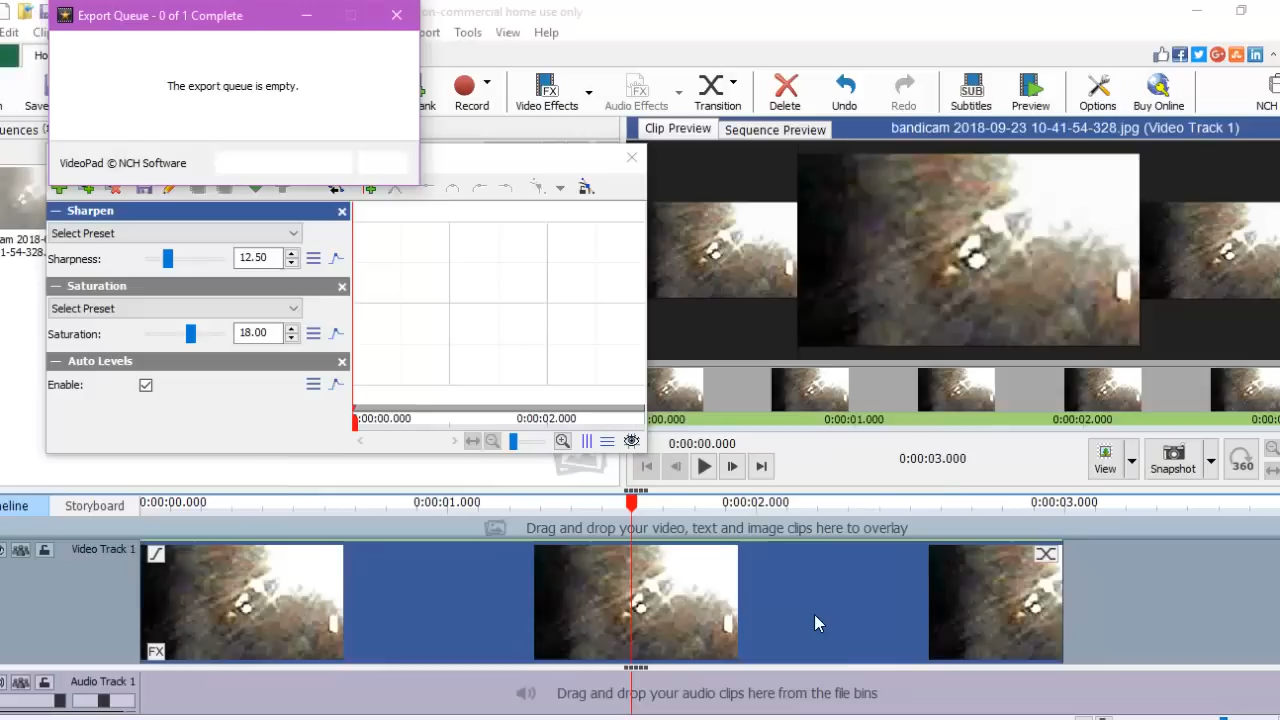 Export Queue - 0 of 1 Complete
on-commercial home use only
Edit
Tools
View
Help
The export queue is empty.
Save
Record
Video Effects
Audio Effects
Transition
Delete
Undo
Redo
SUB
Subtitles
Preview
Options
Buy Online
NCH
VideoPad © NCH Software
Clip Preview
Sequence Preview
bandicam 2018-09-23 10-41-54-328.jpg (Video Track 1)
Sharpen
Select Preset
Sharpness:
12.50
Saturation
Select Preset
Saturation:
18.00
Auto Levels
Enable:
0:00:00.000
0:00:02.000
:00.000
0:00:01.000
0:00:02.000
0:00:00.000
0:00:03.000
View
Snapshot
360
Timeline
Storyboard
0:00:00.000
0:00:01.000
0:00:02.000
0:00:03.000
Drag and drop your video, text and image clips here to overlay
Video Track 1
FX
Audio Track 1
Drag and drop your audio clips here from the file bins